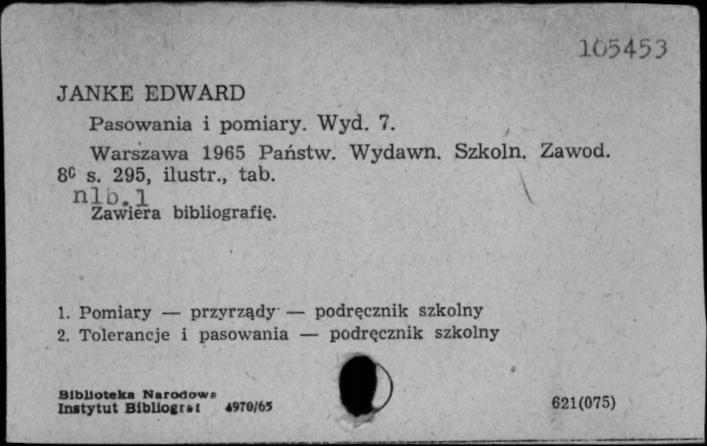 105453
JANKE EDWARD
Pasowania i pomiary. Wyd. 7.
Warszawa 1965 Państw. Wydawn. Szkoln. Zawod.
8° s. 295, ilustr., tab.
nlb.1
Zawiera bibliografię.
1. Pomiary — przyrządy — podręcznik szkolny
2. Tolerancje i pasowania — podręcznik szkolny
Biblioteka Narodowa
Instytut Bibliograf 4970/65
621(075)